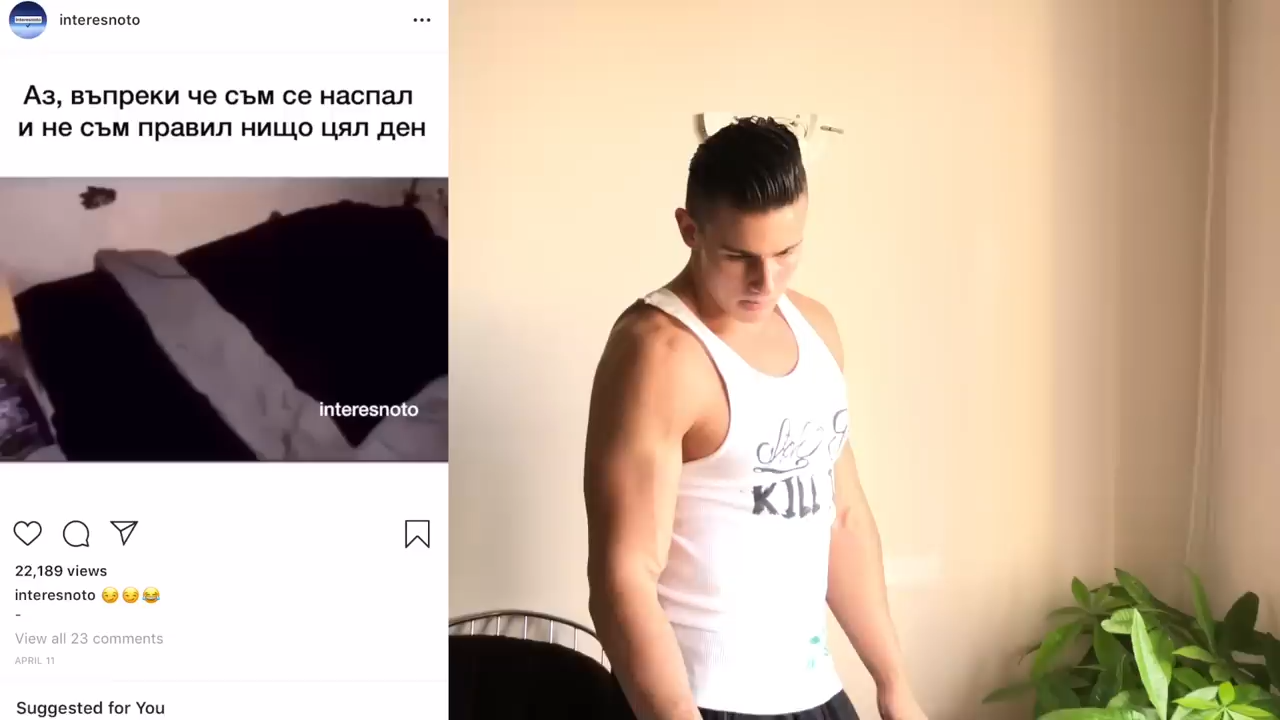 interesnoto
Аз, въпреки че съм се наспал
и не съм правил нищо цял ден
interesnoto
22,189 views
interesnoto 😏😏😂
-
View all 23 comments
APRIL 11
Suggested for You
KILL